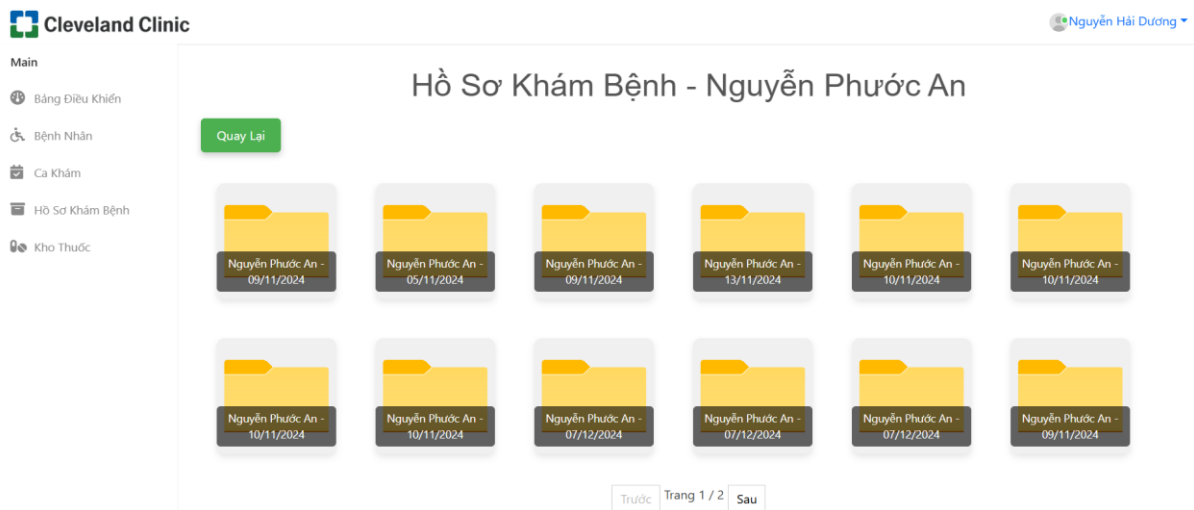 Cleveland Clinic
Nguyễn Hải Dương
Main
Bảng Điều Khiển
Bệnh Nhân
Ca Khám
Hồ Sơ Khám Bệnh
Kho Thuốc
Hồ Sơ Khám Bệnh - Nguyễn Phước An
Quay Lại
Nguyễn Phước An -
09/11/2024
Nguyễn Phước An -
05/11/2024
Nguyễn Phước An -
09/11/2024
Nguyễn Phước An -
13/11/2024
Nguyễn Phước An -
10/11/2024
Nguyễn Phước An -
10/11/2024
Nguyễn Phước An -
10/11/2024
Nguyễn Phước An -
10/11/2024
Nguyễn Phước An -
07/12/2024
Nguyễn Phước An -
07/12/2024
Nguyễn Phước An -
07/12/2024
Nguyễn Phước An -
09/11/2024
Trước Trang 1 / 2 Sau